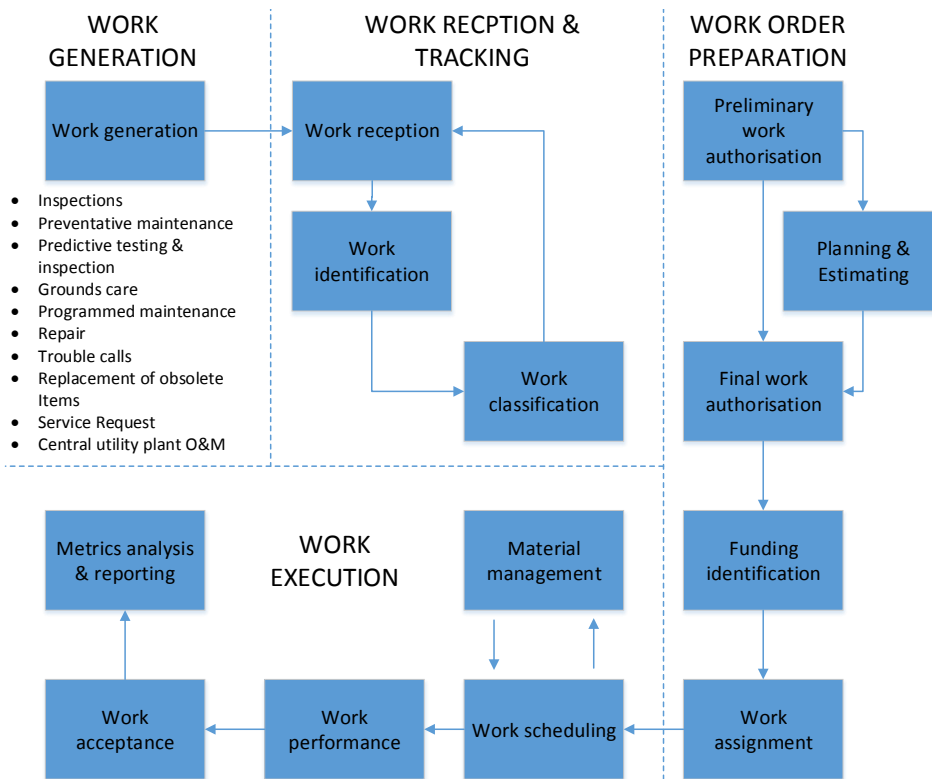 WORK
GENERATION
WORK RECPTION &
TRACKING
WORK ORDER
PREPARATION
Work generation
Work reception
Preliminary
work
authorisation
• Inspections
• Preventative maintenance
• Predictive testing &
inspection
• Grounds care
• Programmed maintenance
• Repair
• Trouble calls
• Replacement of obsolete
Items
• Service Request
• Central utility plant O&M
Work
identification
Planning &
Estimating
Work
classification
Final work
authorisation
Metrics analysis
& reporting
WORK
EXECUTION
Material
management
Funding
identification
Work
acceptance
Work
performance
Work scheduling
Work
assignment